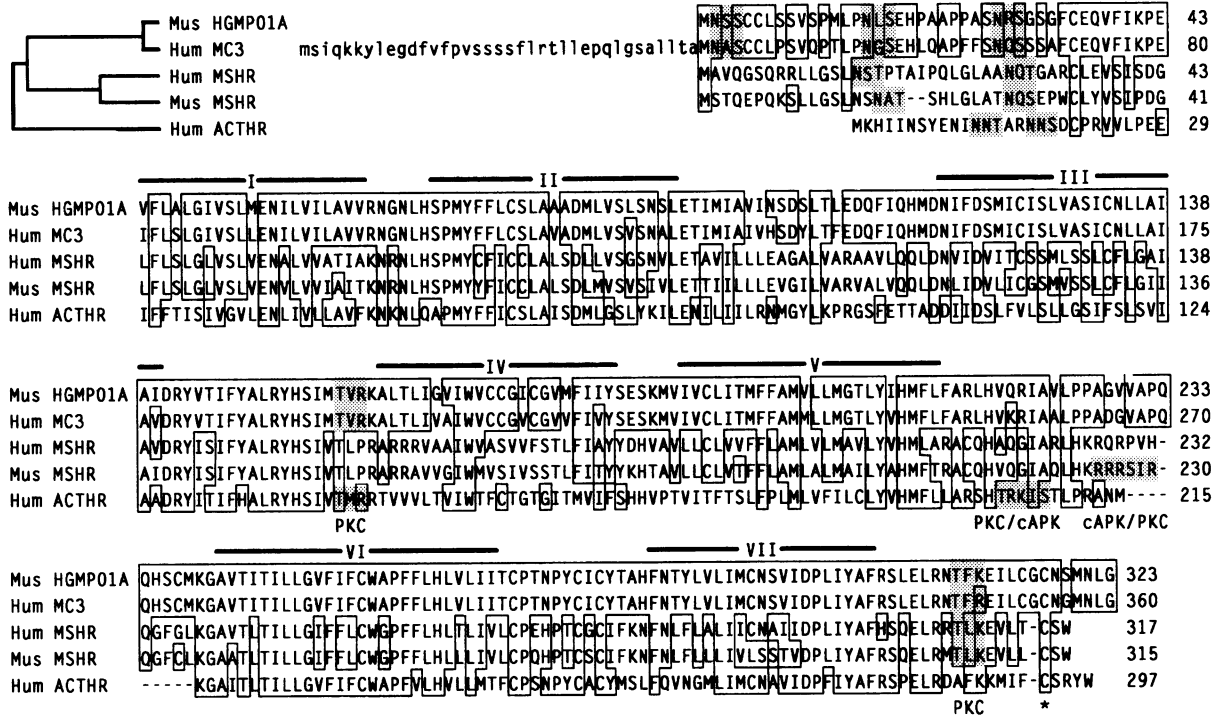 Mus HGMP01A MNSSCCLSSVSPMLPNLSEHPAAPPASNRSGSGFCEQVFIKPE 43
Hum MC3 msiqkkylegdfvfpvssssflrtllepqlgsalltaMNASCCLPSVQPTLPNGSEHLQAPFFSNQSSSAFCEQVFIKPE 80
Hum MSHR MAVQGSQRRLLGSLNSTPTAIPQLGLAANQTGARCLEVSISDG 43
Mus MSHR MSTQEPQKSLLGSLNSNAT--SHLGLATNQSEPWCLYVSIPDG 41
Hum ACTHR MKHIINSYENINNTARNNSDCPRVVLPEE 29
I II III
Mus HGMP01A VFLALGIVSLMENILVILAVVRNGNLHSPMYFFLCSLAAADMLVSLSNSLETIMIAVINSDSLTLEDQFIQHMDNIFDSMICISLVASICNLLAI 138
Hum MC3 IFLSLGIVSLLENILVILAVVRNGNLHSPMYFFLCSLAVADMLVSVSNALETIMIAIVHSDYLTFEDQFIQHMDNIFDSMICISLVASICNLLAI 175
Hum MSHR LFLSLGLVSLVENALVVATIAKNRNLHSPMYCFICCLALSDLLVSGSNVLETAVILLLEAGALVARAAVLQQLDNVIDVITCSSMLSSLCFLGAI 138
Mus MSHR LFLSLGLVSLVENVLVVIAITKNRNLHSPMYYFICCLALSDLMVSVSIVLETTIILLLEVGILVARVALVQQLDNLIDVLICGSMVSSLCFLGII 136
Hum ACTHR IFFTISIVGVLENLIVLLAVFKNKNLQAPMYFFICSLAISDMLGSLYKILENILIILRNMGYLKPRGSFETTADDIIDSLFVLSLLGSIFSLSVI 124
IV V
Mus HGMP01A AIDRYVTIFYALRYHSIMTVRKALTLIGVIWVCCGICGVMFIIYSESKMVIVCLITMFFAMVLLMGTLYIHMFLFARLHVQRIAVLPPAGVVAPQ 233
Hum MC3 AVDRYVTIFYALRYHSIMTVRKALTLIVAIWVCCGVCGVVFIVYSESKMVIVCLITMFFAMMLLMGTLYVHMFLFARLHVKRIAALPPADGVAPQ 270
Hum MSHR AVDRYISIFYALRYHSIVTLPRARRRVAAIWVASVVFSTLFIAYYDHVAVLLCLVVFFLAMLVLMAVLYVHMLARACQHAQGIARLHKRQRPVH- 232
Mus MSHR AIDRYISIFYALRYHSIVTLPRARRAVVGIWMVSIVSSTLFITYYKHTAVLLCLVTFFLAMLALMAILYAHMFTRACQHVQGIAQLHKRRRSIR- 230
Hum ACTHR AADRYITIFHALRYHSIVTMRRTVVVLTVIWTFCTGTGITMVIFSHHVPTVITFTSLFPLMLVFILCLYVHMFLLARSHTRKISTLPRANM---- 215
PKC PKC/cAPK cAPK/PKC
VI VII
Mus HGMP01A QHSCMKGAVTITILLGVFIFCWAPFFLHLVLIITCPTNPYCICYTAHFNTYLVLIMCNSVIDPLIYAFRSLELRNTFKEILCGCNSMNLG 323
Hum MC3 QHSCMKGAVTITILLGVFIFCWAPFFLHLVLIITCPTNPYCICYTAHFNTYLVLIMCNSVIDPLIYAFRSLELRNTFREILCGCNGMNLG 360
Hum MSHR QGFGLKGAVTLTILLGIFFLCWGPFFLHLTLIVLCPEHPTCGCIFKNFNLFLALIICNAIIDPLIYAFHSQELRRTLKEVLT-CSW 317
Mus MSHR QGFCLKGAATLTILLGIFFLCWGPFFLHLLLIVLCPQHPTCSCIFKNFNLFLLLIVLSSTVDPLIYAFRSQELRMTLKEVLL-CSW 315
Hum ACTHR -----KGAITLTILLGVFIFCWAPFVLHVLLMTFCPSNPYCACYMSLFQVNGMLIMCNAVIDPFIYAFRSPELRDAFKKMIF-CSRYW 297
PKC *